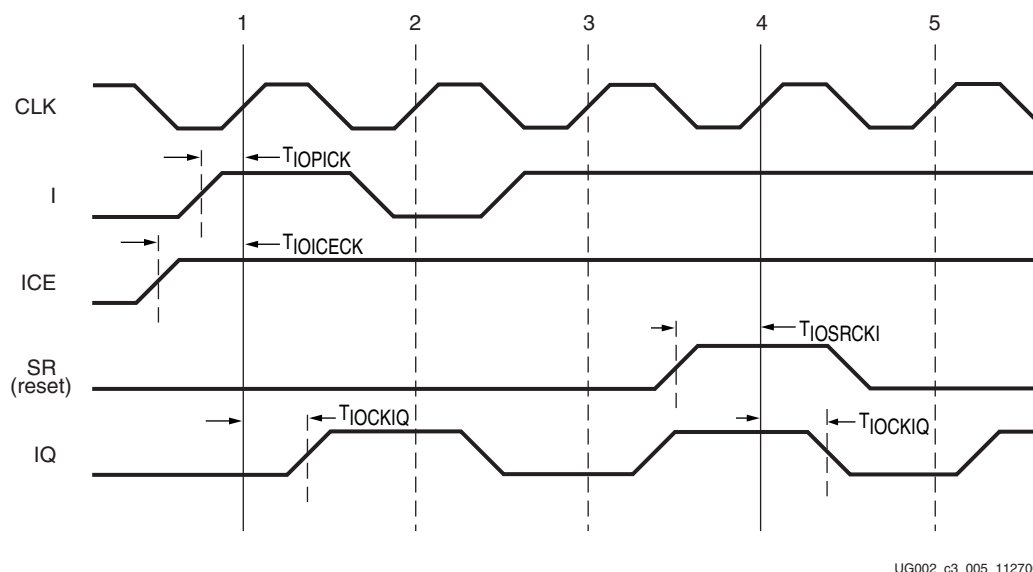 1 2 3 4 5
CLK
TIOPICK
I
TIOICECK
ICE
TIOSRCKI
SR
(reset)
TIOCKIQ TIOCKIQ
IQ
UG002_c3_005_11270